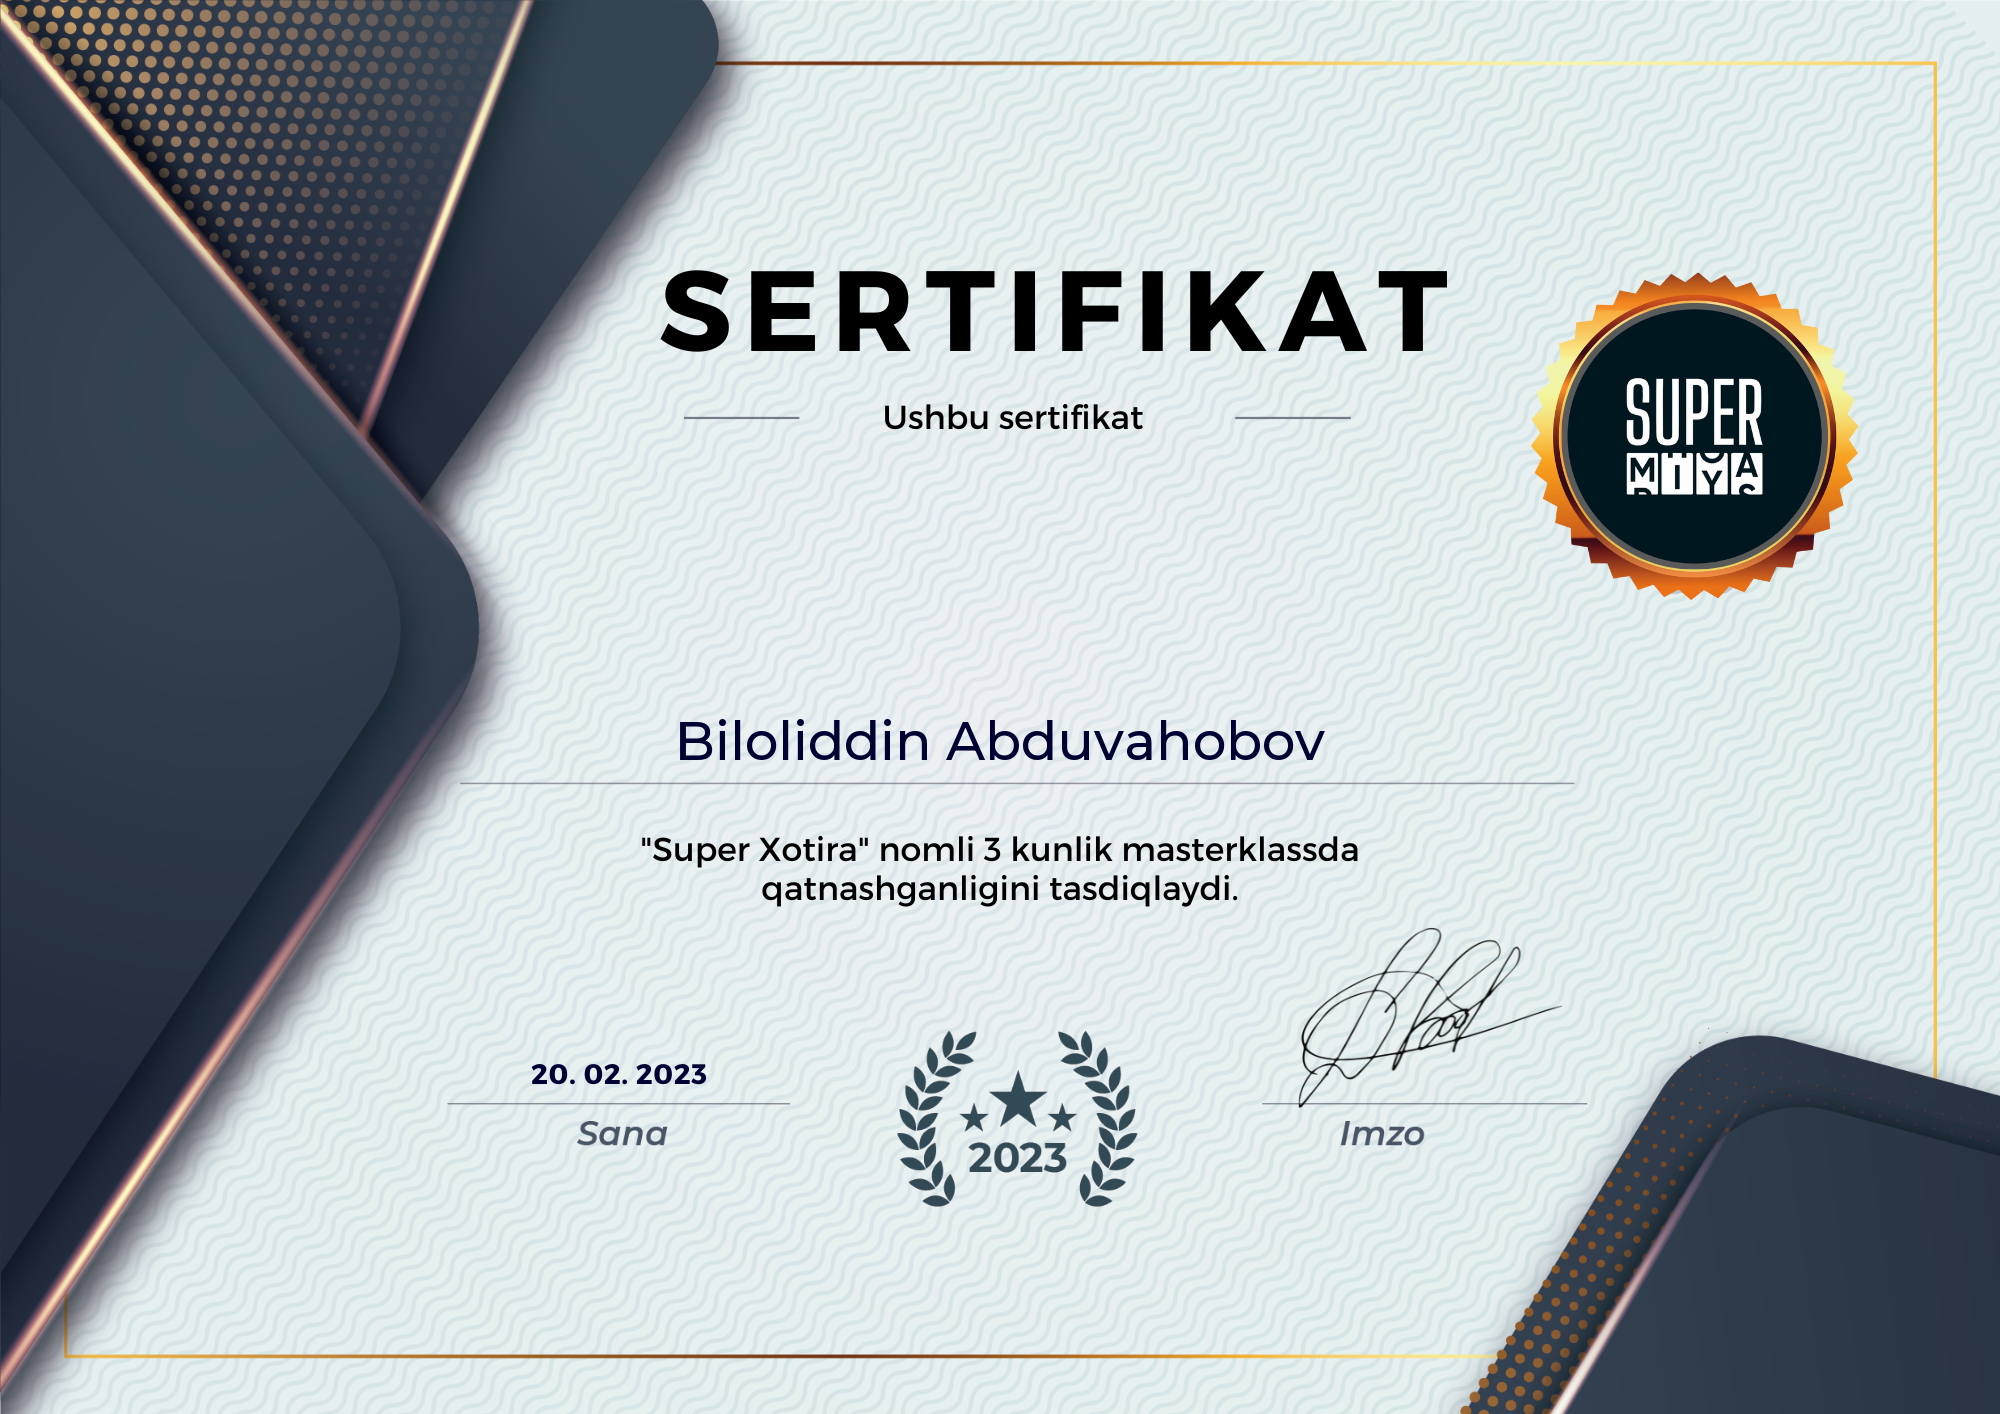 SERTIFIKAT
Ushbu sertifikat
SUPER
MIYA
Biloliddin Abduvahobov
"Super Xotira" nomli 3 kunlik masterklassda
qatnashganligini tasdiqlaydi.
20. 02. 2023
Sana
2023
Imzo